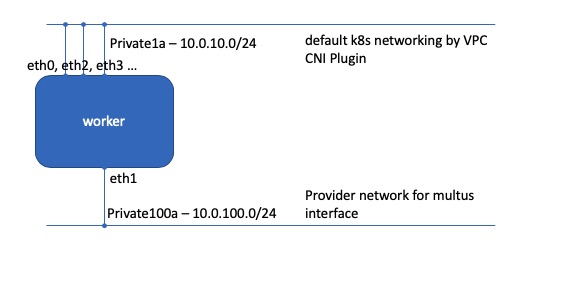 Private1a – 10.0.10.0/24
default k8s networking by VPC
CNI Plugin
eth0, eth2, eth3 ...
worker
eth1
Provider network for multus
interface
Private100a – 10.0.100.0/24